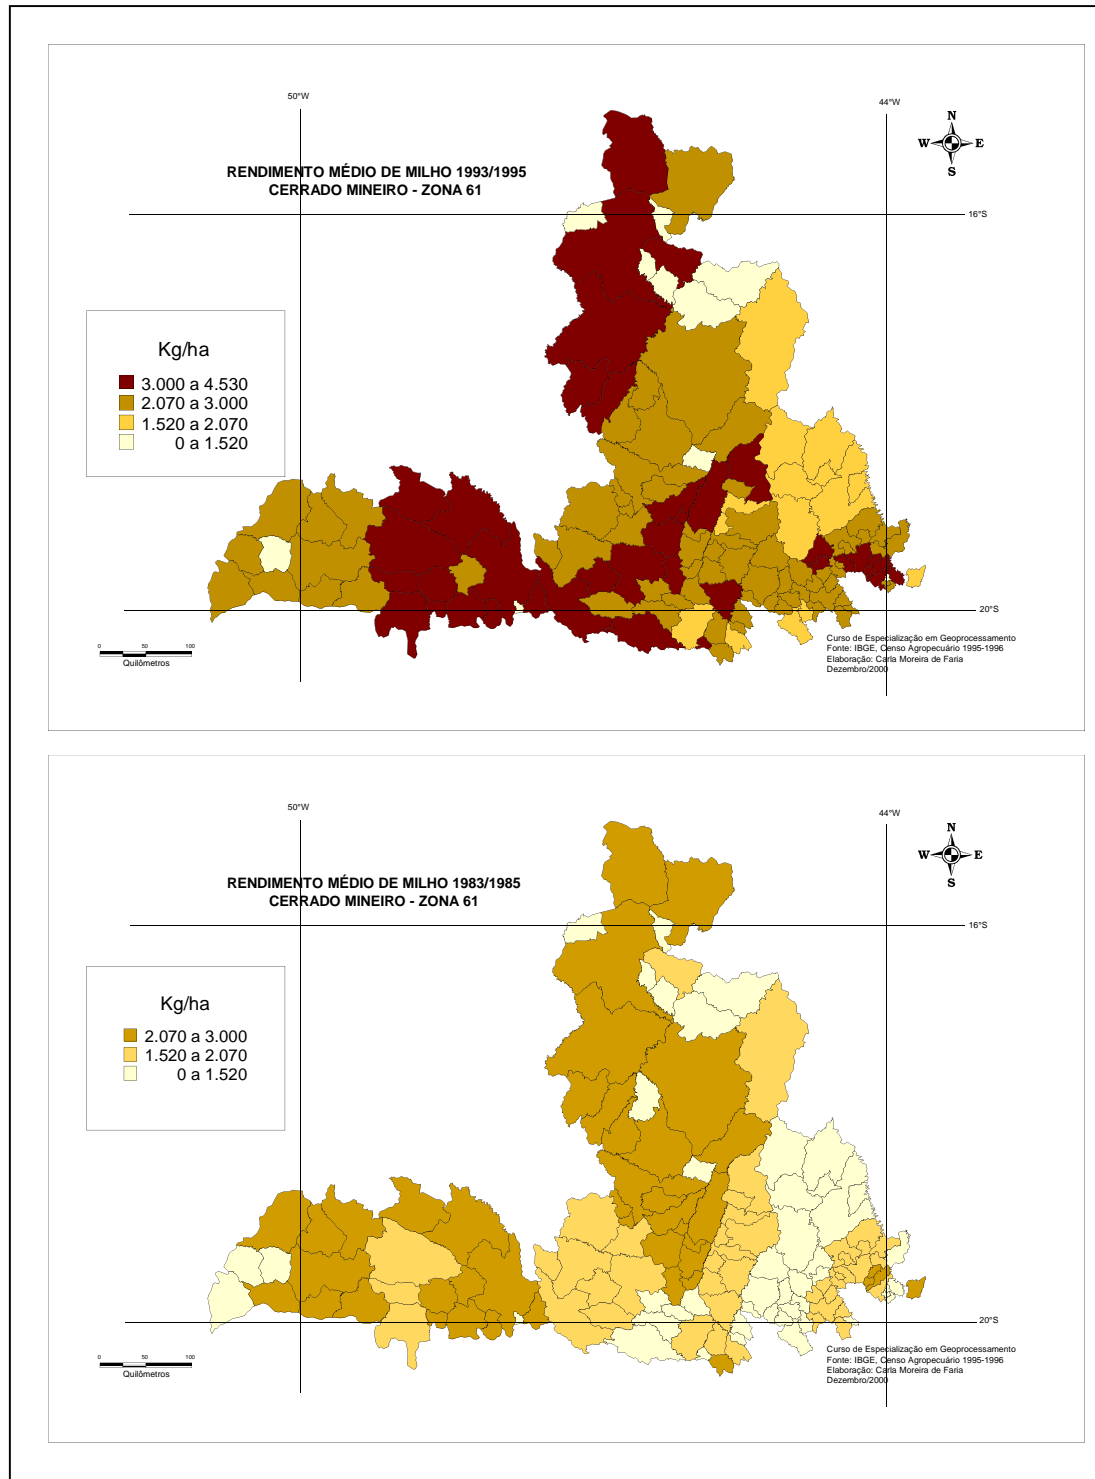 50°W
44°W
N
W E
S
RENDIMENTO MÉDIO DE MILHO 1993/1995
CERRADO MINEIRO - ZONA 61
16°S
Kg/ha
3.000 a 4.530
2.070 a 3.000
1.520 a 2.070
0 a 1.520
20°S
0 50 100
Quilômetros
Curso de Especialização em Geoprocessamento
Fonte: IBGE, Censo Agropecuário 1995-1996
Elaboração: Carla Moreira de Faria
Dezembro/2000
50°W
44°W
N
W E
S
RENDIMENTO MÉDIO DE MILHO 1983/1985
CERRADO MINEIRO - ZONA 61
16°S
Kg/ha
2.070 a 3.000
1.520 a 2.070
0 a 1.520
20°S
0 50 100
Quilômetros
Curso de Especialização em Geoprocessamento
Fonte: IBGE, Censo Agropecuário 1995-1996
Elaboração: Carla Moreira de Faria
Dezembro/2000